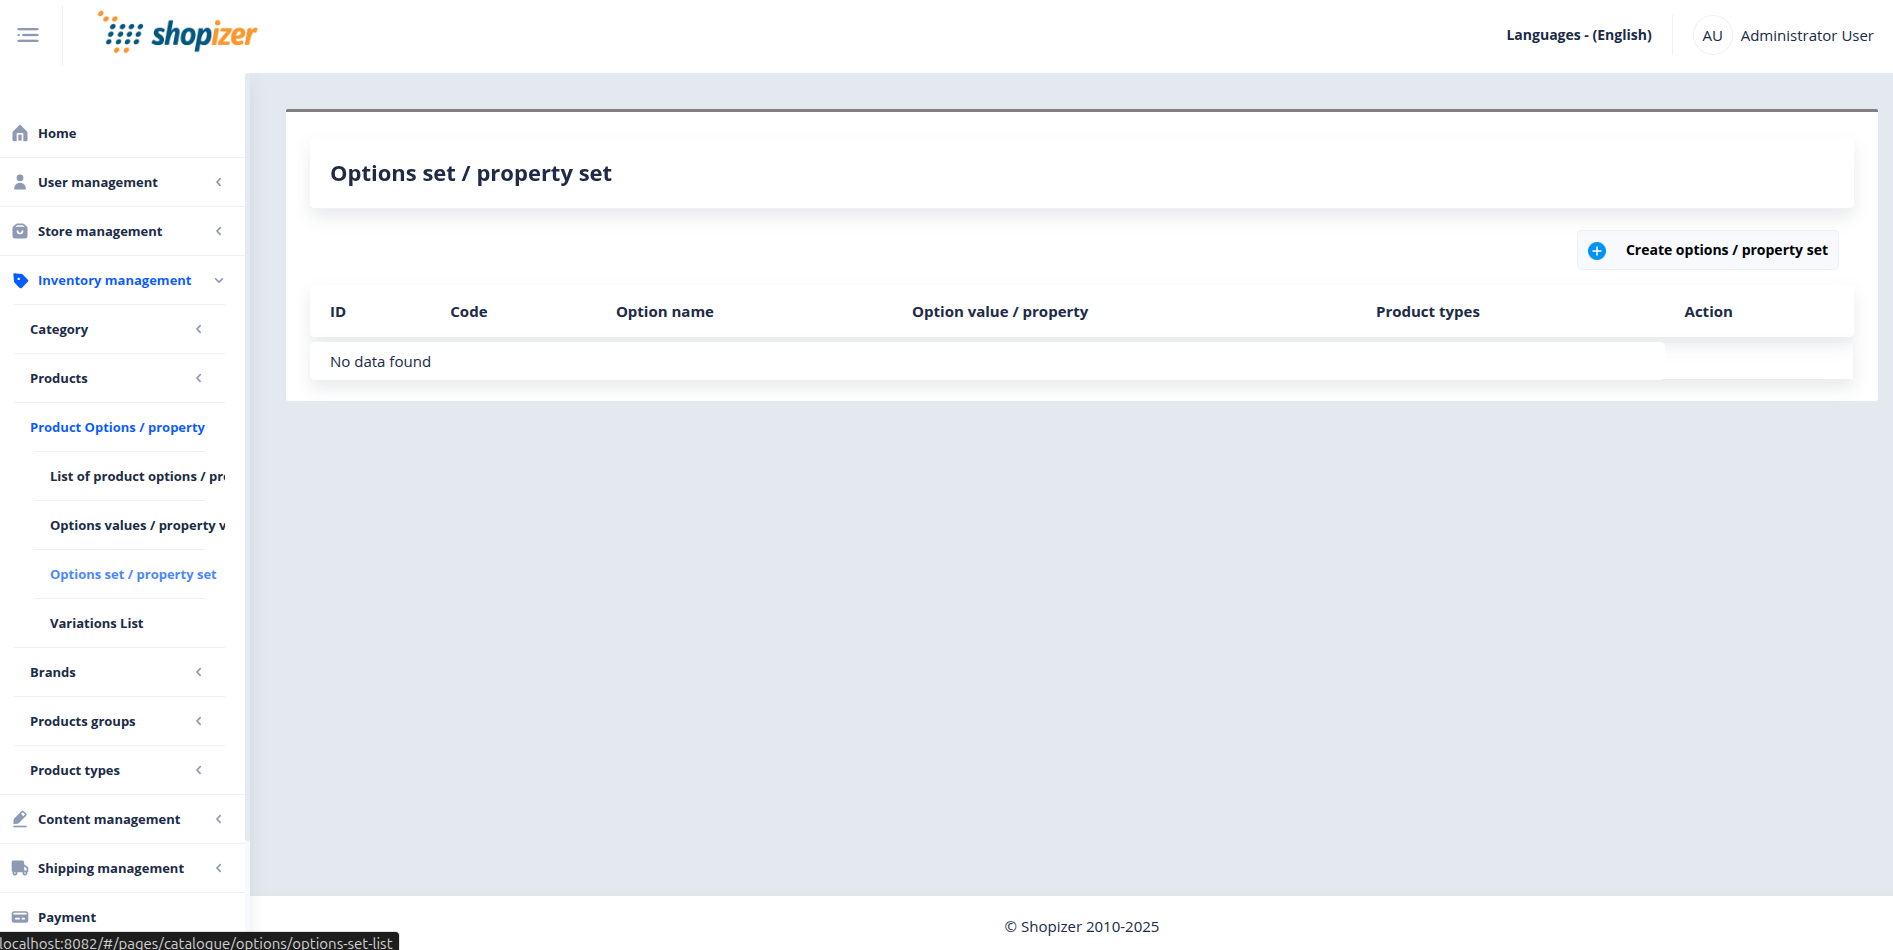 shopizer
Languages - (English)
AU
Administrator User
Home
User management
Store management
Inventory management
Category
Products
Product Options / property
List of product options / pr
Options values / property v
Options set / property set
Variations List
Brands
Products groups
Product types
Content management
Shipping management
Payment
Options set / property set
Create options / property set
ID Code Option name Option value / property Product types Action
No data found
© Shopizer 2010-2025
localhost:8082/#/pages/catalogue/options/options-set-list